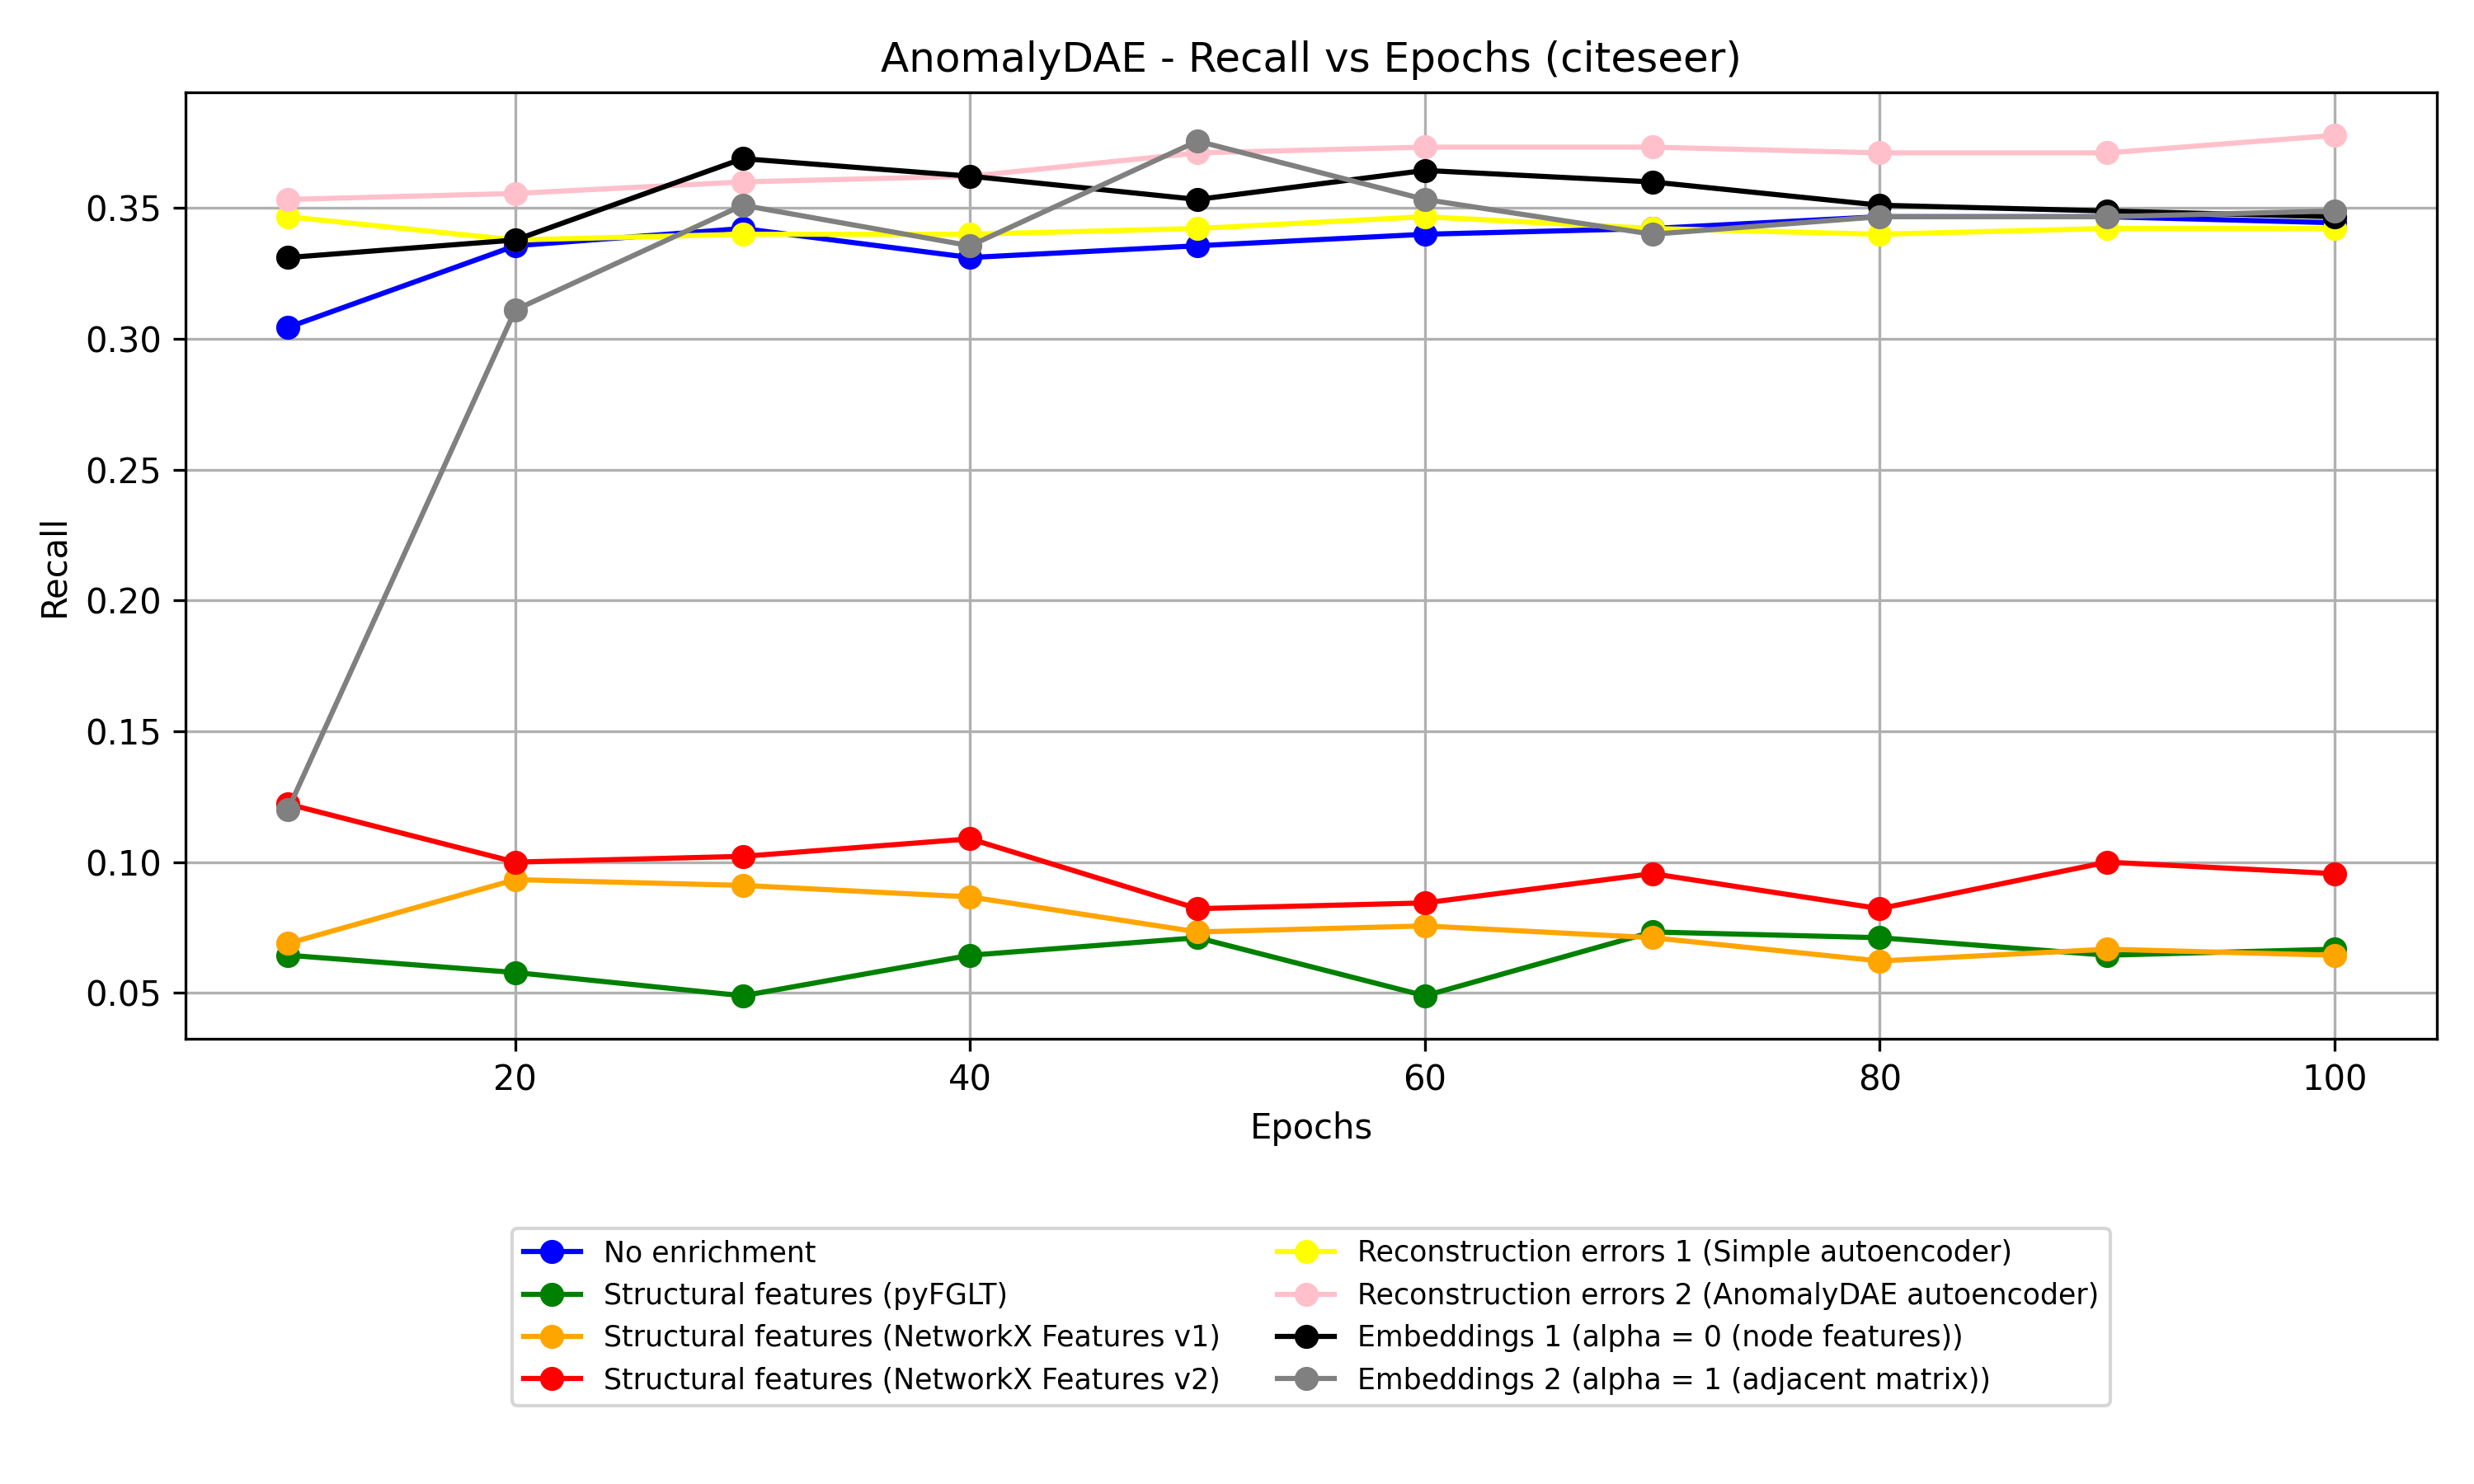 AnomalyDAE - Recall vs Epochs (citeseer)
Recall
0.35
0.30
0.25
0.20
0.15
0.10
0.05
20 40 60 80 100
Epochs
No enrichment
Structural features (pyFGLT)
Structural features (NetworkX Features v1)
Structural features (NetworkX Features v2)
Reconstruction errors 1 (Simple autoencoder)
Reconstruction errors 2 (AnomalyDAE autoencoder)
Embeddings 1 (alpha = 0 (node features))
Embeddings 2 (alpha = 1 (adjacent matrix))